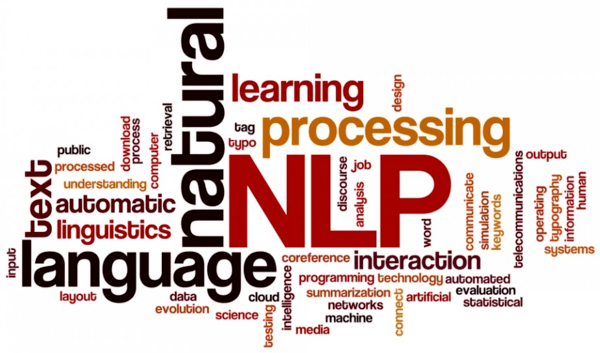 natural
learning
design
retrieval
download
process
computer
tag
typo
processing
public
processed
understanding
text
automatic
linguistics
NLP
discourse
job
analysis
word
communicate
simulation
keywords
telecommunications
output
operating
typography
information
human
systems
input
language
coreference
interaction
layout
data
evolution
science
cloud
testing
intelligence
media
programming
technology
automated
summarization
networks
machine
connect
artificial
evaluation
statistical